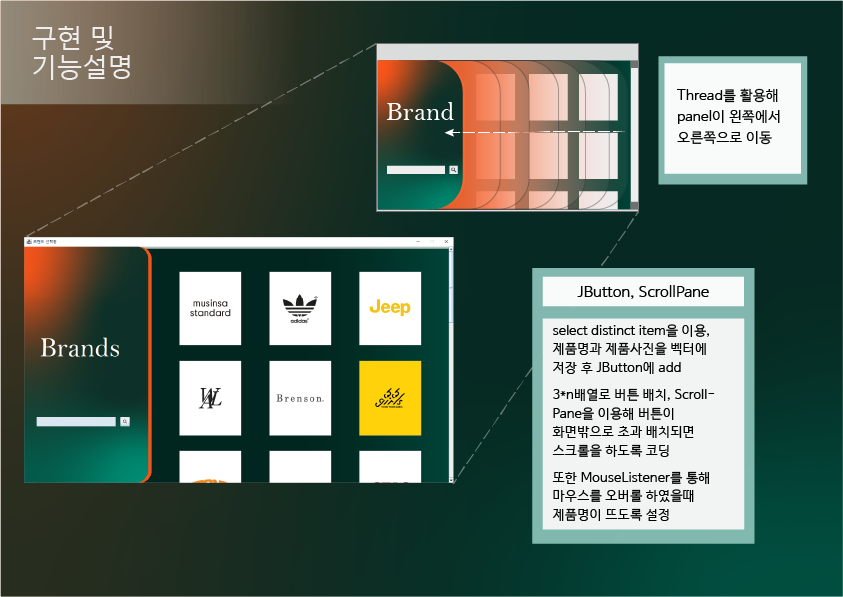 구현 및
기능설명
Brand
Thread를 활용해
panel이 왼쪽에서
오른쪽으로 이동
Brands
musinsa
standard
adidas
Jeep
WAL
Brenson.
66
girls
JButton, ScrollPane
select distinct item을 이용,
제품명과 제품사진을 벡터에
저장 후 JButton에 add
3*n배열로 버튼 배치, Scroll-
Pane을 이용해 버튼이
화면밖으로 초과 배치되면
스크롤을 하도록 코딩
또한 MouseListener를 통해
마우스를 오버롤 하였을때
제품명이 뜨도록 설정